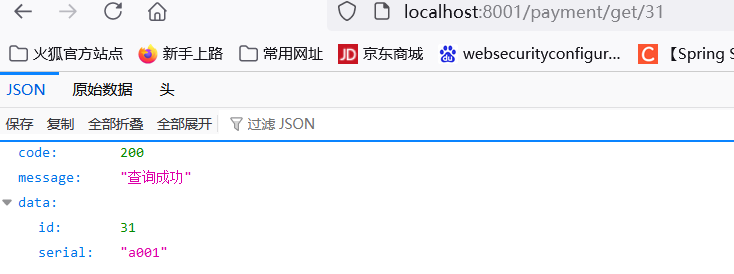 localhost:8001/payment/get/31
火狐官方站点 新手上路 常用网址 JD 京东商城 du websecurityconfigur... C 【Spring S
JSON 原始数据 头
保存 复制 全部折叠 全部展开 过滤 JSON
code: 200
message: "查询成功"
data:
id: 31
serial: "a001"